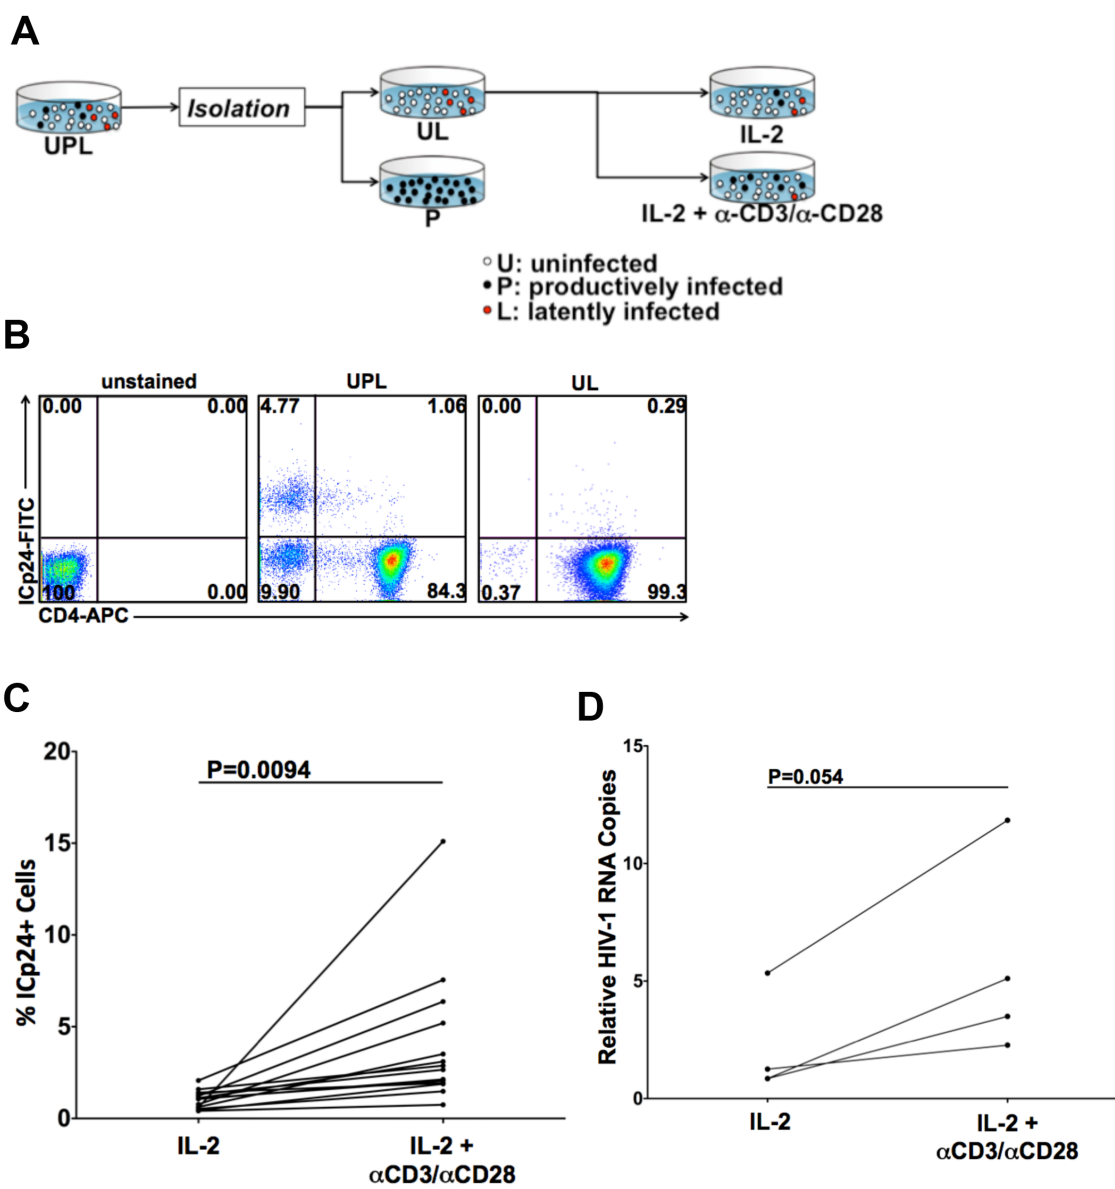 A
Isolation
UPL
UL
P
IL-2
IL-2 + α-CD3/α-CD28
U: uninfected
P: productively infected
L: latently infected
B
unstained
UPL
UL
0.00
0.00
4.77
1.06
0.00
0.29
100
0.00
9.90
84.3
0.37
99.3
ICp24-FITC
CD4-APC
C
P=0.0094
% ICp24+ Cells
20
15
10
5
0
IL-2
IL-2 +
αCD3/αCD28
D
P=0.054
Relative HIV-1 RNA Copies
15
10
5
0
IL-2
IL-2 +
αCD3/αCD28